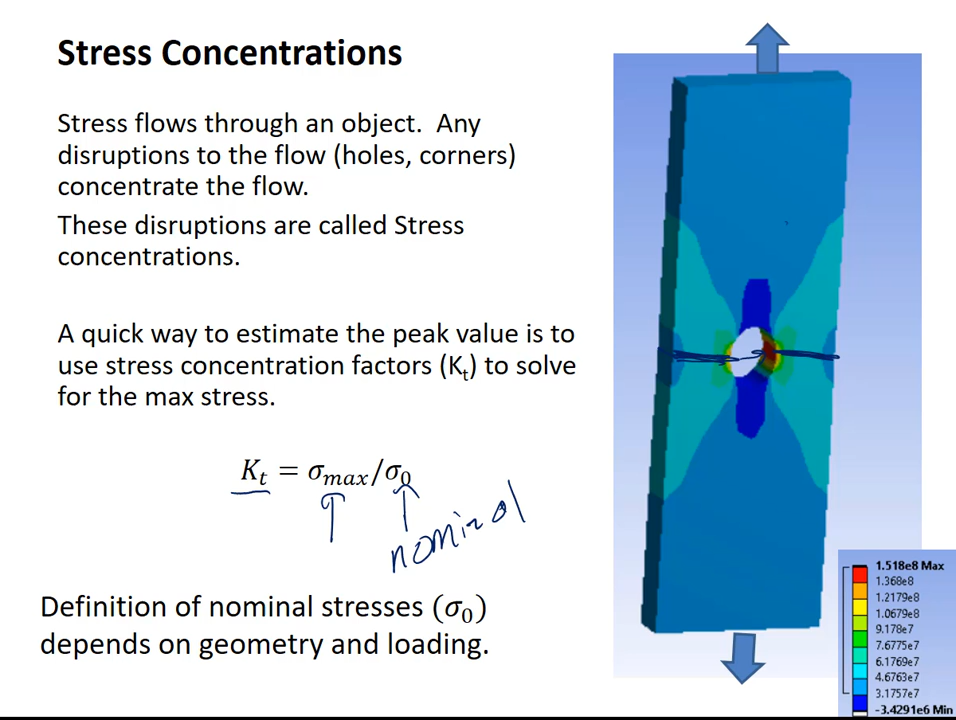 Stress Concentrations
Stress flows through an object. Any
disruptions to the flow (holes, corners)
concentrate the flow.
These disruptions are called Stress
concentrations.
A quick way to estimate the peak value is to
use stress concentration factors (Kₜ) to solve
for the max stress.
Kₜ = σₘₐₓ/σ₀
nominal
Definition of nominal stresses (σ₀)
depends on geometry and loading.
1.518e8 Max
1.368e8
1.2179e8
1.0679e8
9.178e7
7.6775e7
6.1769e7
4.6763e7
3.1757e7
-3.4291e6 Min